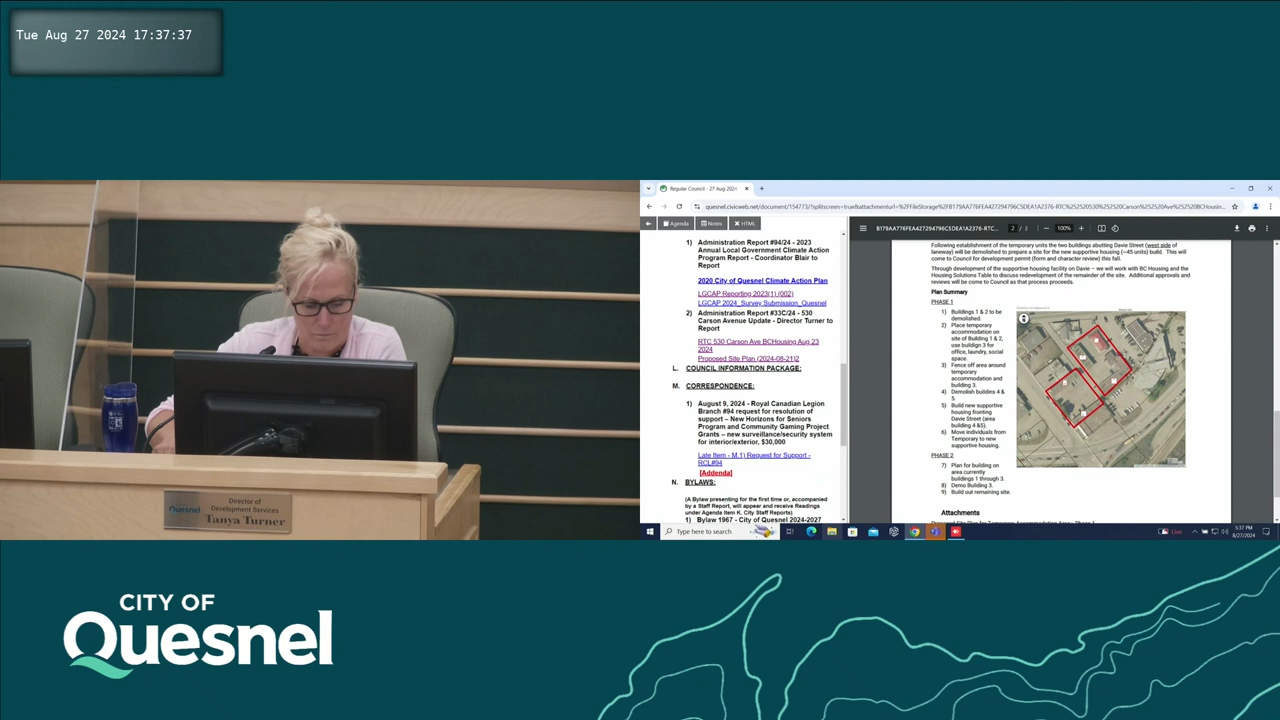 Tue Aug 27 2024 17:37:37
Quesnel
Director of
Development Services
Tanya Turner
Regular Council - 27 Aug 2024
Agenda
Notes
HTML
1) Administration Report #94/24 - 2023
Annual Local Government Climate Action
Program Report - Coordinator Blair to
Report
2020 City of Quesnel Climate Action Plan
LGCAP Reporting 2023(1) (002)
LGCAP 2024_Survey Submission_Quesnel
2) Administration Report #33C/24 - 530
Carson Avenue Update - Director Turner to
Report
RTC 530 Carson Ave BCHousing Aug 23
2024
Proposed Site Plan (2024-08-21)2
L. COUNCIL INFORMATION PACKAGE:
M. CORRESPONDENCE:
1) August 9, 2024 - Royal Canadian Legion
Branch #94 request for resolution of
support – New Horizons for Seniors
Program and Community Gaming Project
Grants – new surveillance/security system
for interior/exterior, $30,000
Late Item - M.1) Request for Support -
RCL#94
[Addenda]
N. BYLAWS:
(A Bylaw presenting for the first time or, accompanied
by a Staff Report, will appear and receive Readings
under Agenda Item K. City Staff Reports)
1) Bylaw 1967 - City of Quesnel 2024-2027
2 / 2
100%
Following establishment of the temporary units the two buildings abutting Davie Street (west side of
laneway) will be demolished to prepare a site for the new supportive housing (~45 units) build. This will
come to Council for development permit (form and character review) this fall.
Through development of the supportive housing facility on Davie – we will work with BC Housing and the
Housing Solutions Table to discuss redevelopment of the remainder of the site. Additional approvals and
reviews will be come to Council as that process proceeds.
Plan Summary
PHASE 1
1) Buildings 1 & 2 to be
demolished.
2) Place temporary
accommodation on
site of Building 1 & 2,
use buildign 3 for
office, laundry, social
space.
3) Fence off area around
temporary
accommodation and
building 3.
4) Demolish buildins 4 &
5.
5) Build new supportive
housing fronting
Davie Street (area
building 4 &5).
6) Move individuals from
Temporary to new
supportive housing.
PHASE 2
7) Plan for building on
area currently
buildings 1 through 3.
8) Demo Building 3.
9) Build out remaining site.
Attachments
Type here to search
Live
5:37 PM
8/27/2024
CITY OF
Quesnel